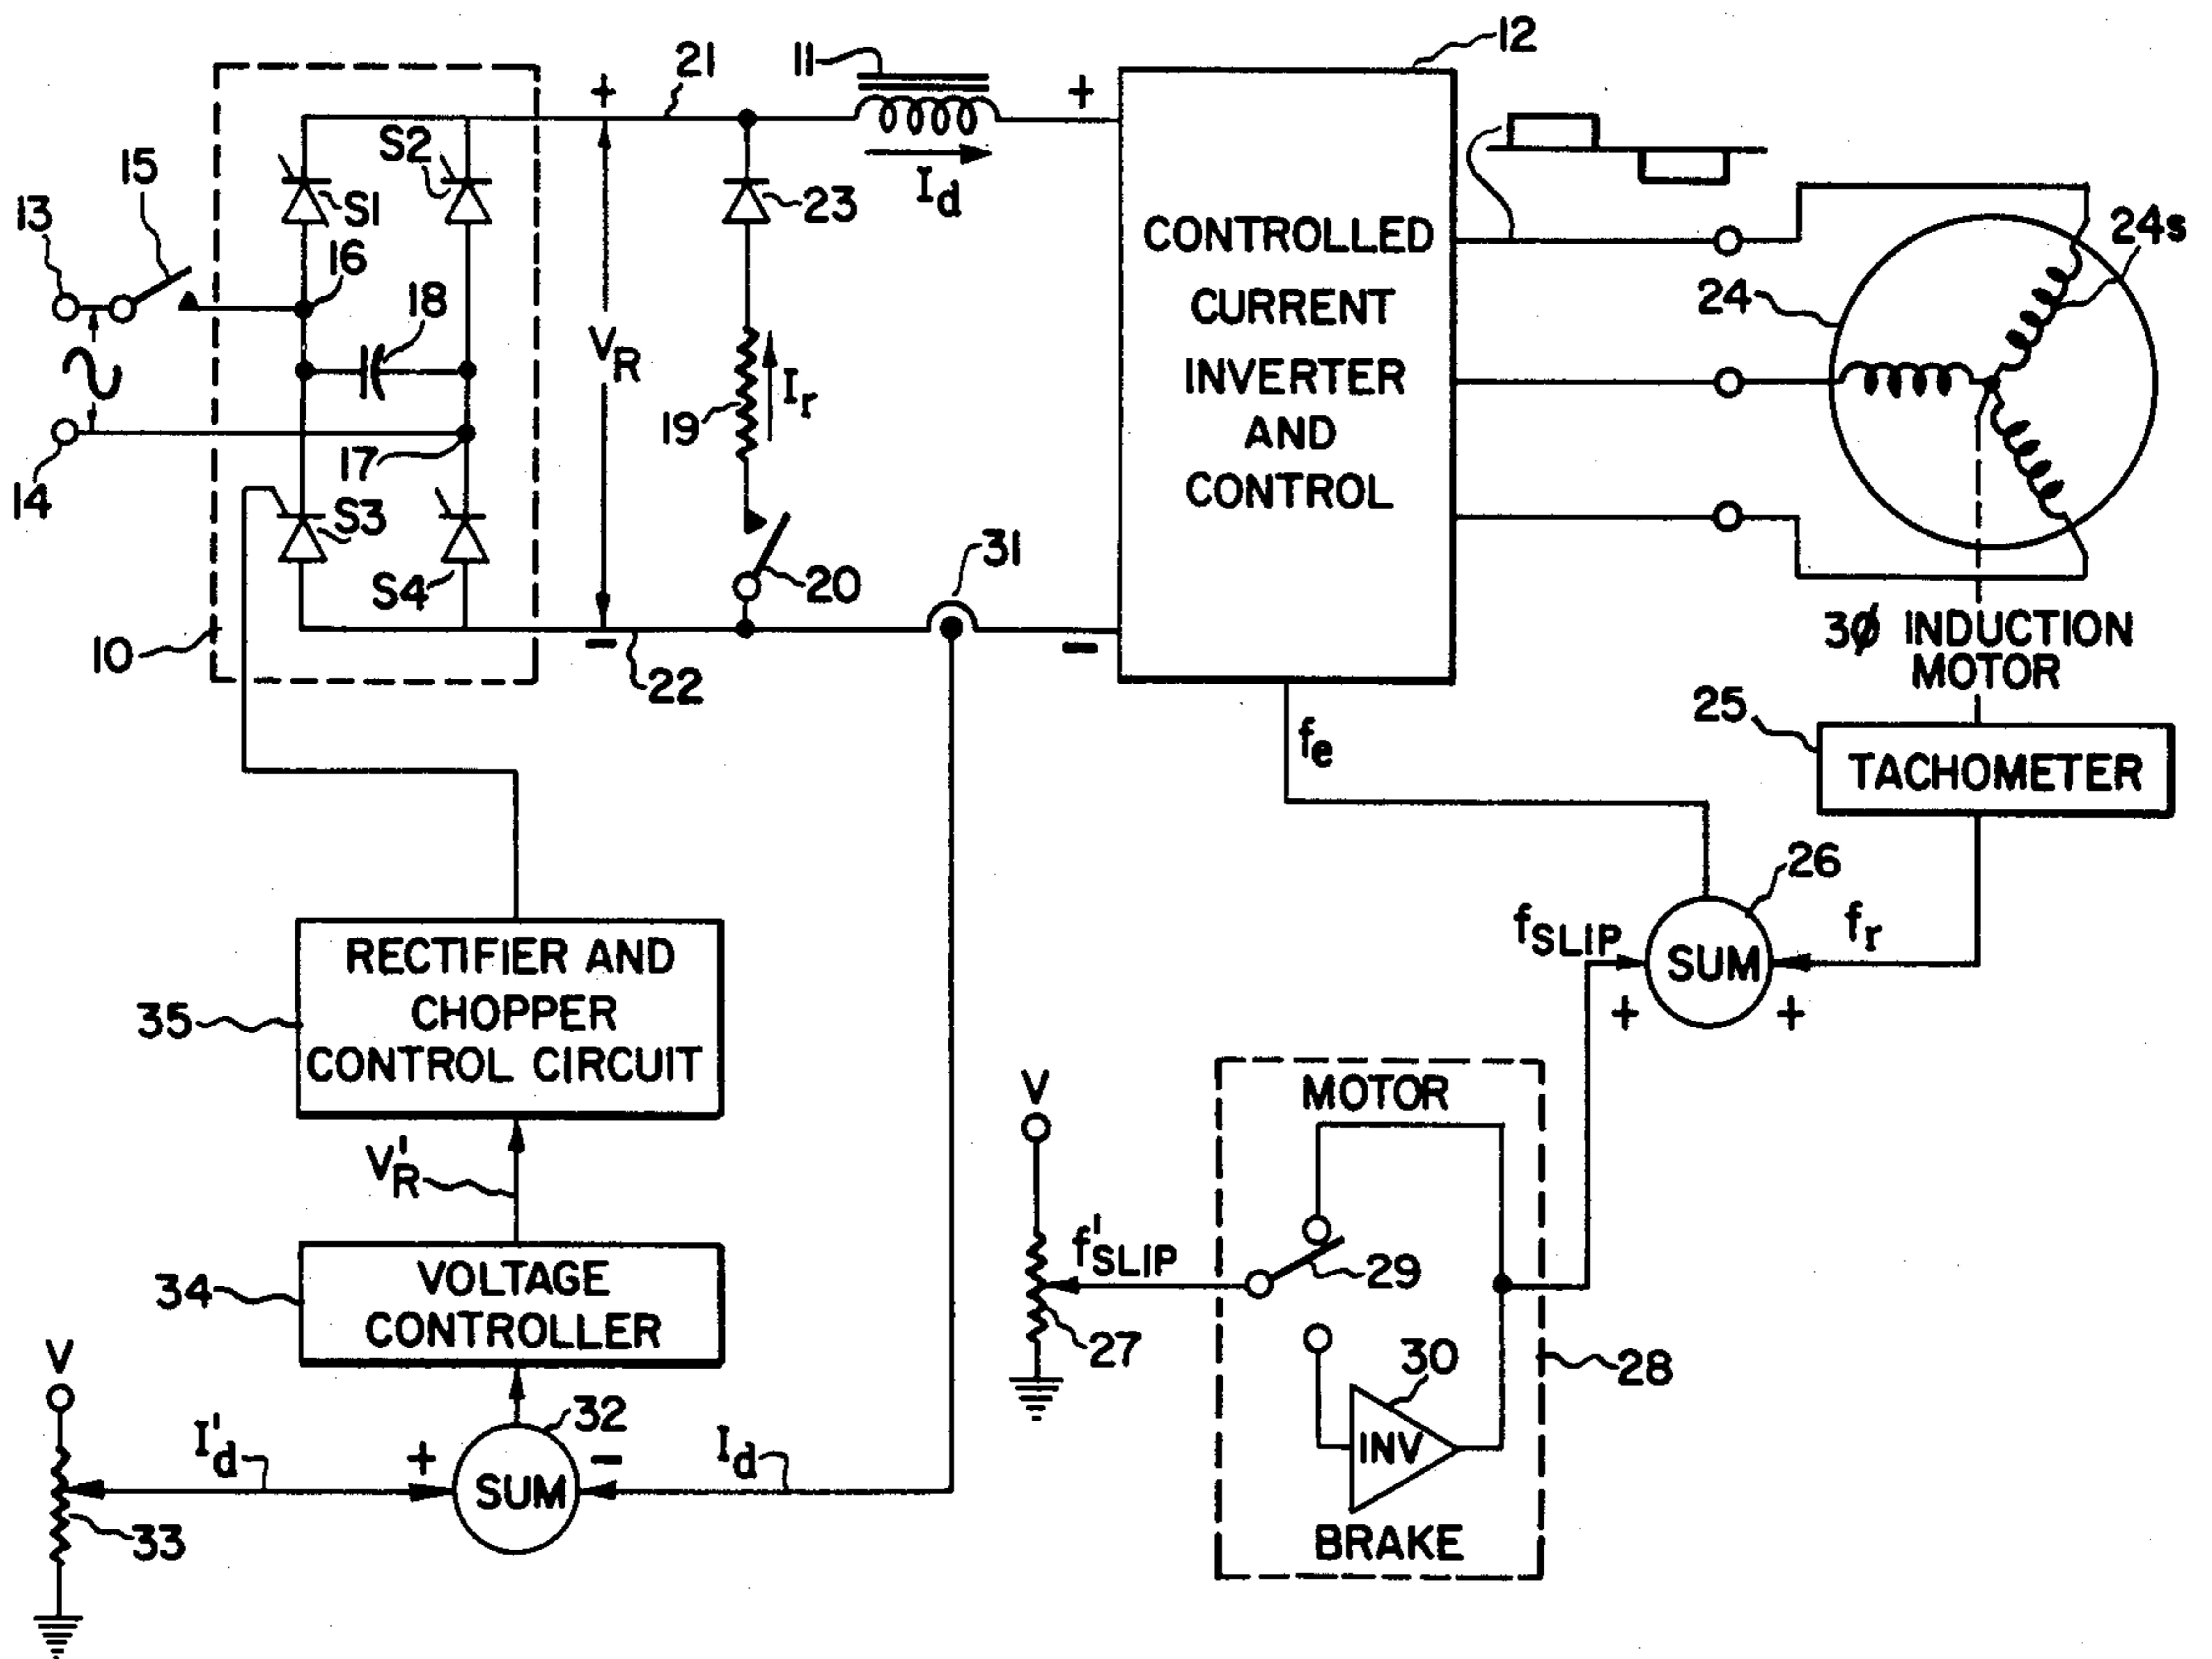 12
21
11
+
+
S2
15
S1
23
I_d
13
16
24s
18
24
CONTROLLED
CURRENT
INVERTER
AND
CONTROL
V_R
I_r
19
17
14
S3
S4
20
31
10
−
−
22
3Ø INDUCTION
MOTOR
25
f_e
TACHOMETER
26
f_SLIP
f_r
SUM
+
+
RECTIFIER AND
CHOPPER
CONTROL CIRCUIT
35
V
MOTOR
V'_R
f'_SLIP
29
27
VOLTAGE
CONTROLLER
34
V
30
28
32
I'_d
+
−
I_d
SUM
INV
33
BRAKE